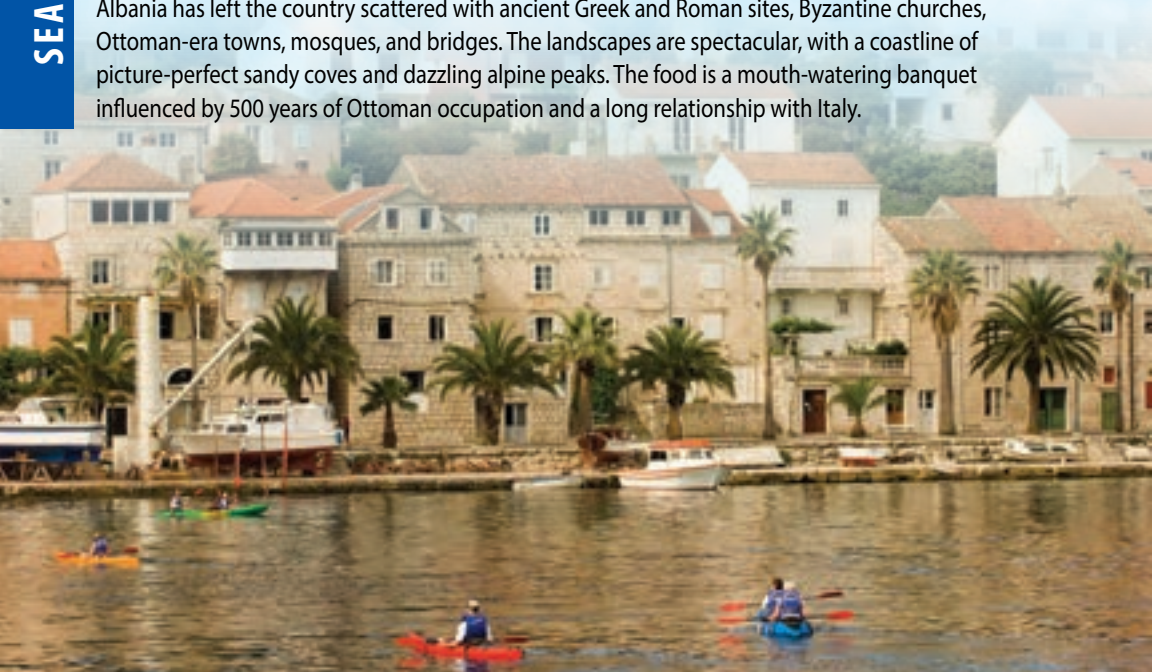 SEA
Albania has left the country scattered with ancient Greek and Roman sites, Byzantine churches,
Ottoman-era towns, mosques, and bridges. The landscapes are spectacular, with a coastline of
picture-perfect sandy coves and dazzling alpine peaks. The food is a mouth-watering banquet
influenced by 500 years of Ottoman occupation and a long relationship with Italy.